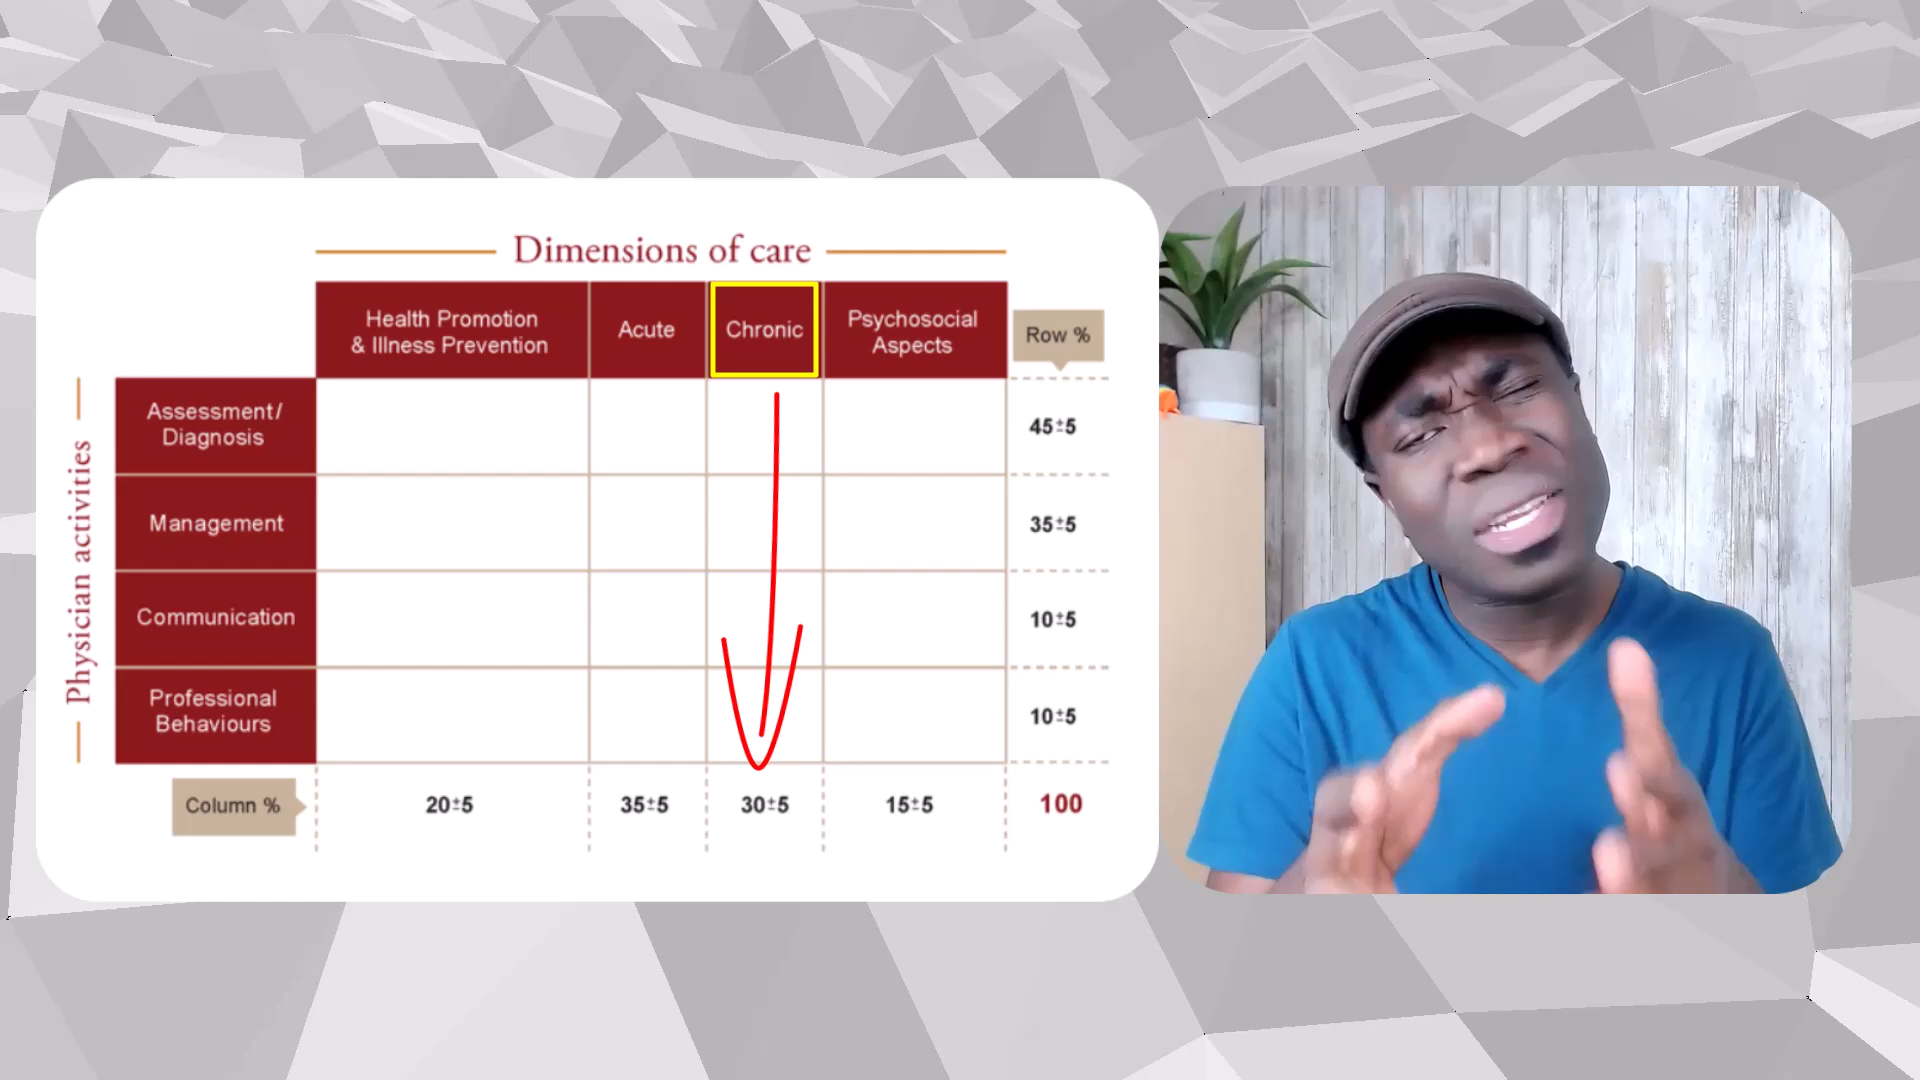 Dimensions of care
Health Promotion
& Illness Prevention
Acute
Chronic
Psychosocial
Aspects
Row %
Physician activities
Assessment/
Diagnosis
45±5
Management
35±5
Communication
10±5
Professional
Behaviours
10±5
Column %
20±5
35±5
30±5
15±5
100